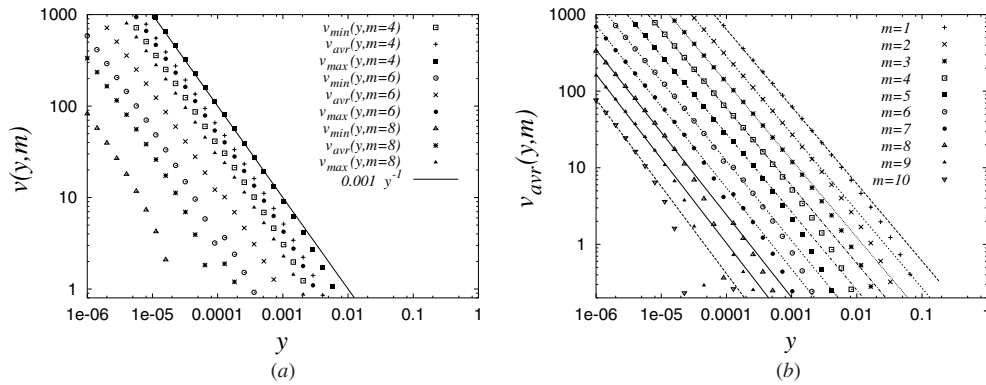 1000
100
10
1
v(y,m)
1e-06 1e-05 0.0001 0.001 0.01 0.1 1
y
v_min(y,m=4)
v_avr(y,m=4)
v_max(y,m=4)
v_min(y,m=6)
v_avr(y,m=6)
v_max(y,m=6)
v_min(y,m=8)
v_avr(y,m=8)
v_max(y,m=8)
0.001 y^-1
(a)
1000
100
10
1
v_avr(y,m)
1e-06 1e-05 0.0001 0.001 0.01 0.1 1
y
m=1
m=2
m=3
m=4
m=5
m=6
m=7
m=8
m=9
m=10
(b)